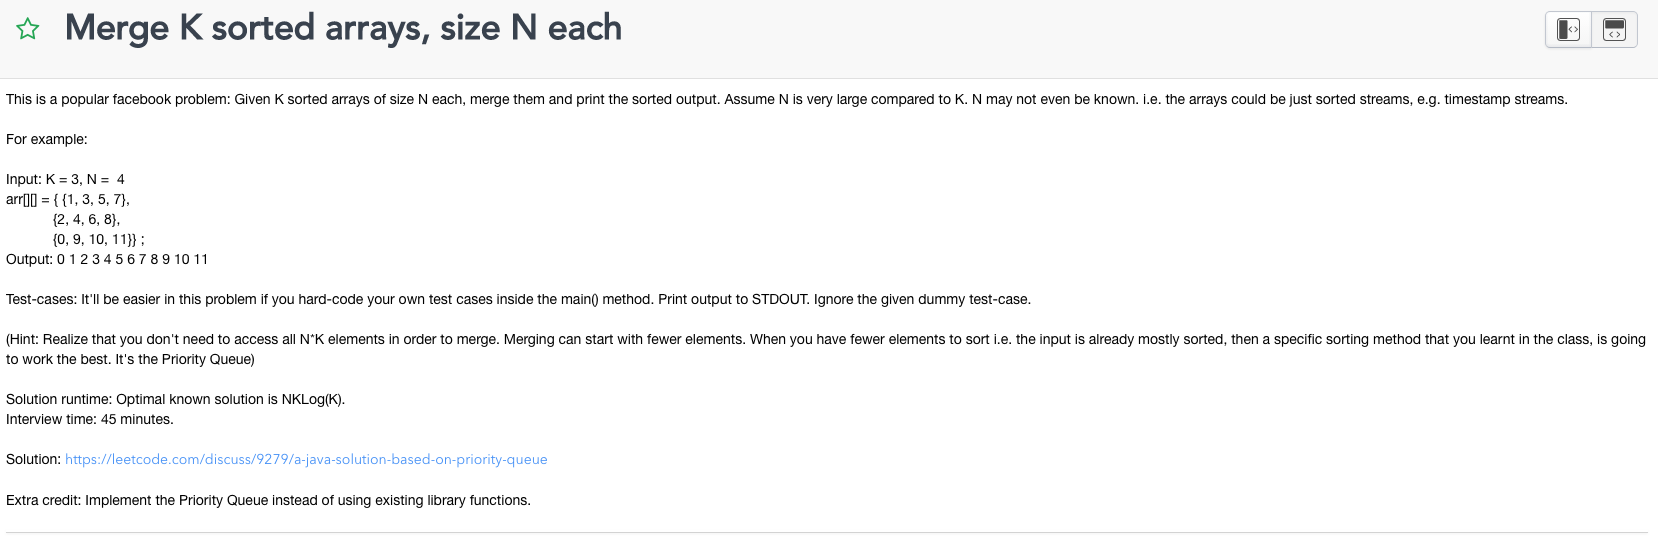 Merge K sorted arrays, size N each
This is a popular facebook problem: Given K sorted arrays of size N each, merge them and print the sorted output. Assume N is very large compared to K. N may not even be known. i.e. the arrays could be just sorted streams, e.g. timestamp streams.
For example:
Input: K = 3, N =  4
arr[][] = { {1, 3, 5, 7},
{2, 4, 6, 8},
{0, 9, 10, 11}} ;
Output: 0 1 2 3 4 5 6 7 8 9 10 11
Test-cases: It'll be easier in this problem if you hard-code your own test cases inside the main() method. Print output to STDOUT. Ignore the given dummy test-case.
(Hint: Realize that you don't need to access all N*K elements in order to merge. Merging can start with fewer elements. When you have fewer elements to sort i.e. the input is already mostly sorted, then a specific sorting method that you learnt in the class, is going
to work the best. It's the Priority Queue)
Solution runtime: Optimal known solution is NKLog(K).
Interview time: 45 minutes.
Solution: https://leetcode.com/discuss/9279/a-java-solution-based-on-priority-queue
Extra credit: Implement the Priority Queue instead of using existing library functions.